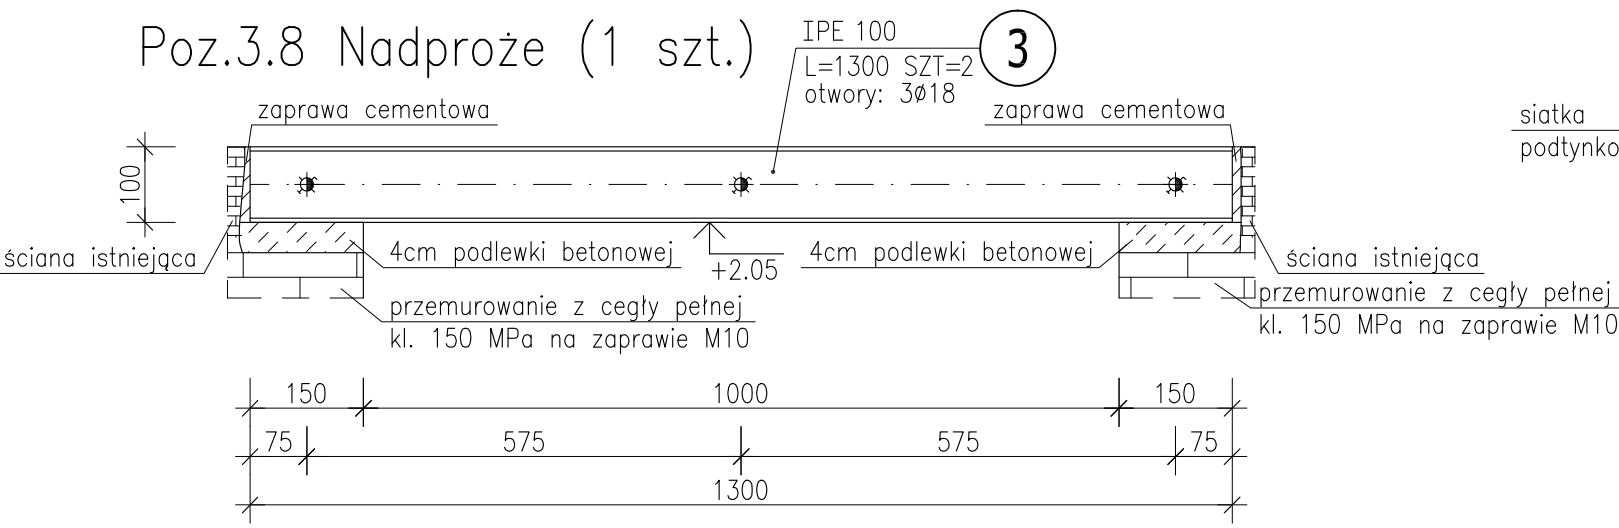 Poz.3.8 Nadproże (1 szt.)
IPE 100
L=1300 SZT=2
otwory: 3ø18
3
zaprawa cementowa
zaprawa cementowa
siatka
podtynko
100
ściana istniejąca
4cm podlewki betonowej
+2.05
4cm podlewki betonowej
ściana istniejąca
przemurowanie z cegły pełnej
kl. 150 MPa na zaprawie M10
przemurowanie z cegły pełnej
kl. 150 MPa na zaprawie M10
150 1000 150
75 575 575 75
1300